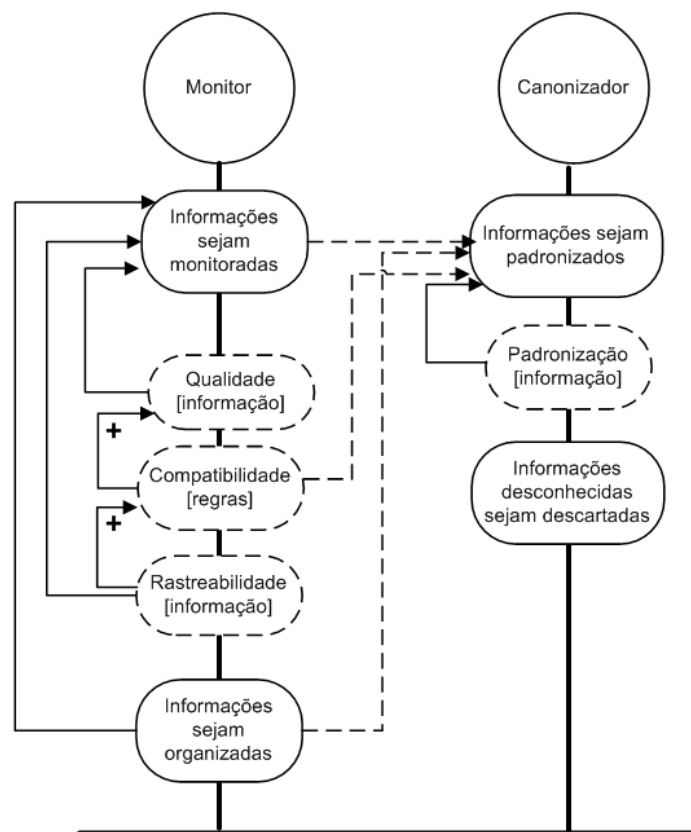 Monitor
Canonizador
Informações
sejam
monitoradas
Informações sejam
padronizados
Qualidade
[informação]
Padronização
[informação]
+
Compatibilidade
[regras]
Informações
desconhecidas
sejam descartadas
+
Rastreabilidade
[informação]
Informações
sejam
organizadas